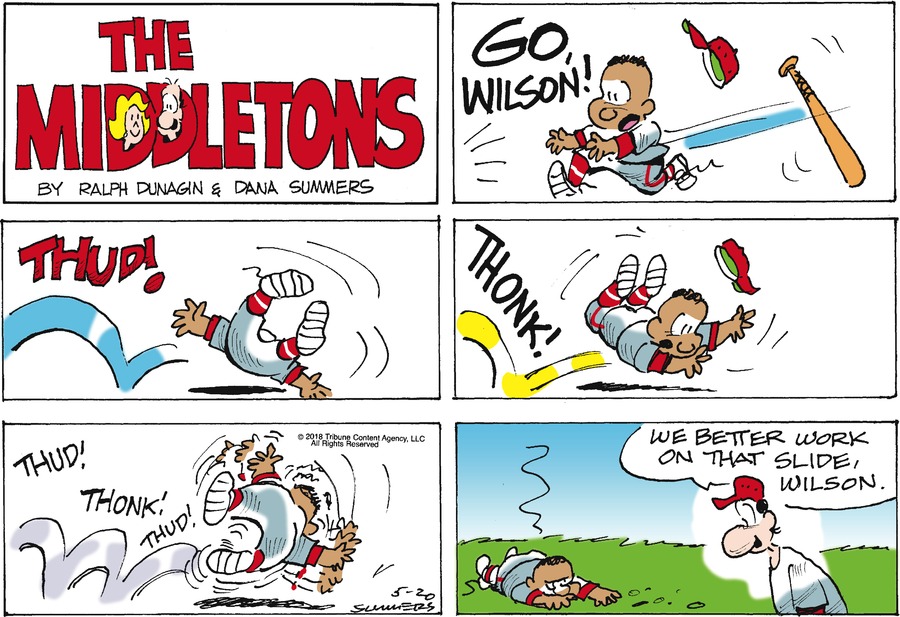 THE
MIDDLETONS
BY RALPH DUNAGIN & DANA SUMMERS
GO,
WILSON!
THUD!
THONK!
THUD!
THONK!
THUD!
© 2018 Tribune Content Agency, LLC
All Rights Reserved
5-20
SUMMERS
WE BETTER WORK
ON THAT SLIDE,
WILSON.